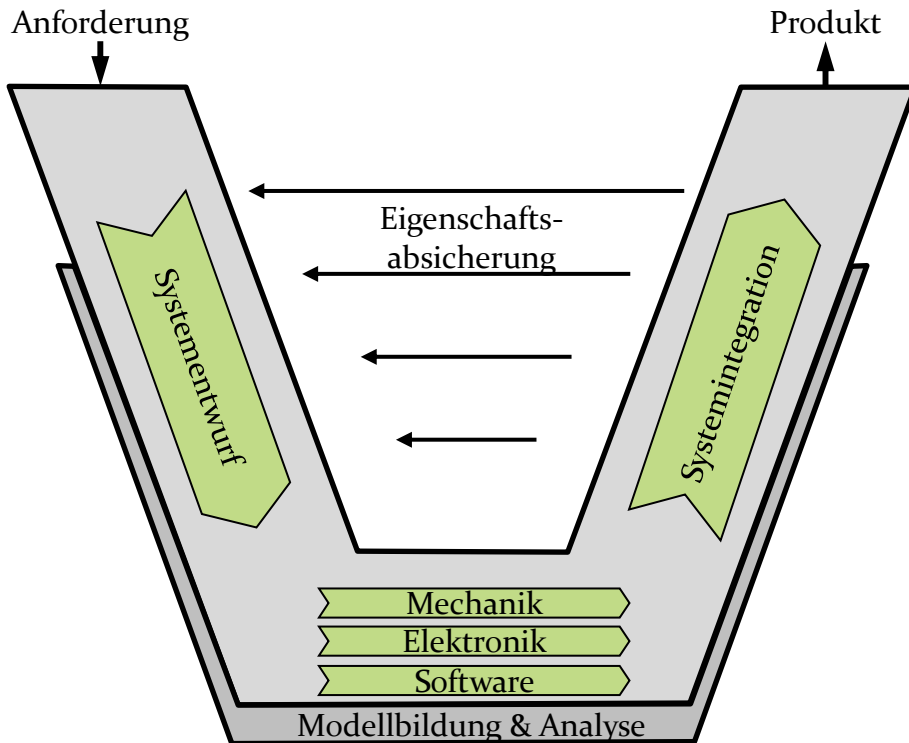 Anforderung
Produkt
Eigenschafts-
absicherung
Systementwurf
Systemintegration
Mechanik
Elektronik
Software
Modellbildung & Analyse